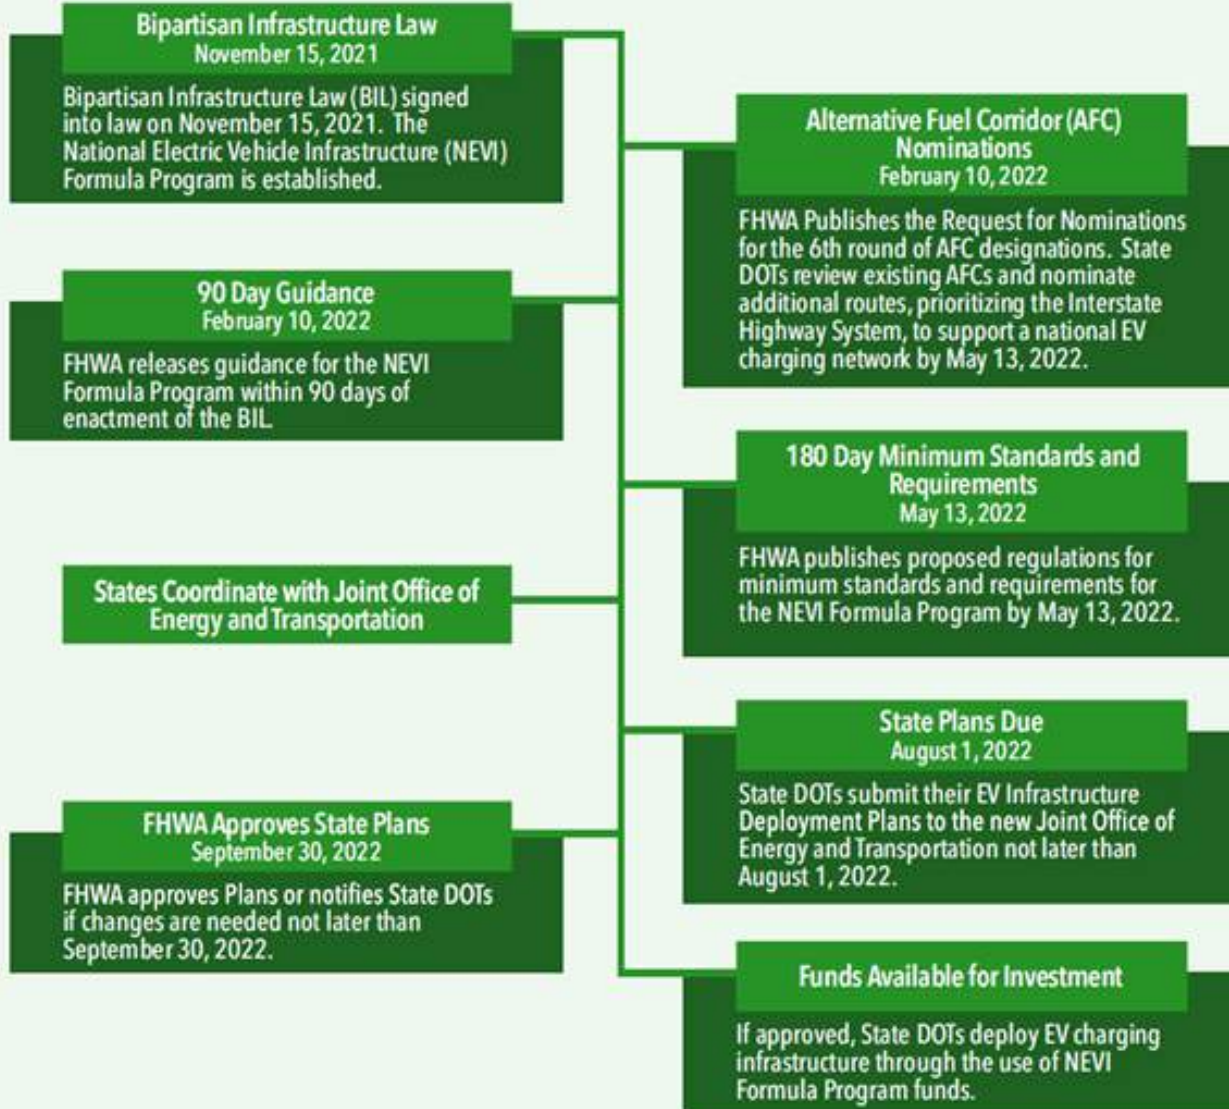 Bipartisan Infrastructure Law
November 15, 2021
Bipartisan Infrastructure Law (BIL) signed
into law on November 15, 2021. The
National Electric Vehicle Infrastructure (NEVI)
Formula Program is established.
Alternative Fuel Corridor (AFC)
Nominations
February 10, 2022
FHWA Publishes the Request for Nominations
for the 6th round of AFC designations. State
DOTs review existing AFCs and nominate
additional routes, prioritizing the Interstate
Highway System, to support a national EV
charging network by May 13, 2022.
90 Day Guidance
February 10, 2022
FHWA releases guidance for the NEVI
Formula Program within 90 days of
enactment of the BIL.
180 Day Minimum Standards and
Requirements
May 13, 2022
FHWA publishes proposed regulations for
minimum standards and requirements for
the NEVI Formula Program by May 13, 2022.
States Coordinate with Joint Office of
Energy and Transportation
State Plans Due
August 1, 2022
State DOTs submit their EV Infrastructure
Deployment Plans to the new Joint Office of
Energy and Transportation not later than
August 1, 2022.
FHWA Approves State Plans
September 30, 2022
FHWA approves Plans or notifies State DOTs
if changes are needed not later than
September 30, 2022.
Funds Available for Investment
If approved, State DOTs deploy EV charging
infrastructure through the use of NEVI
Formula Program funds.